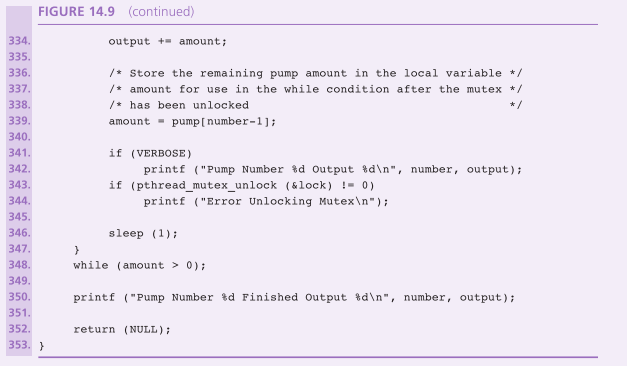 FIGURE 14.9 (continued)
334. output += amount;
335.
336. /* Store the remaining pump amount in the local variable */
337. /* amount for use in the while condition after the mutex */
338. /* has been unlocked */
339. amount = pump[number-1];
340.
341. if (VERBOSE)
342. printf ("Pump Number %d Output %d\n", number, output);
343. if (pthread_mutex_unlock (&lock) != 0)
344. printf ("Error Unlocking Mutex\n");
345.
346. sleep (1);
347. }
348. while (amount > 0);
349.
350. printf ("Pump Number %d Finished Output %d\n", number, output);
351.
352. return (NULL);
353. }